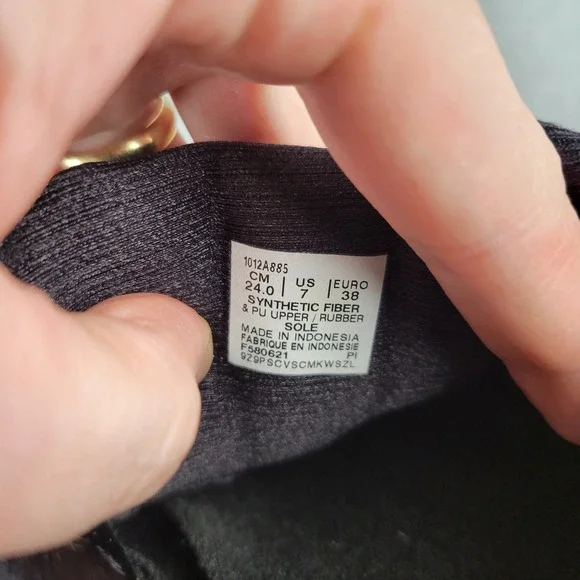 1012A885
CM | US | EURO
24.0 | 7 | 38
SYNTHETIC FIBER
& PU UPPER / RUBBER
SOLE
MADE IN INDONESIA
FABRIQUE EN INDONESIE
F580621 PI
9Z9PSCVSCMKWSZL